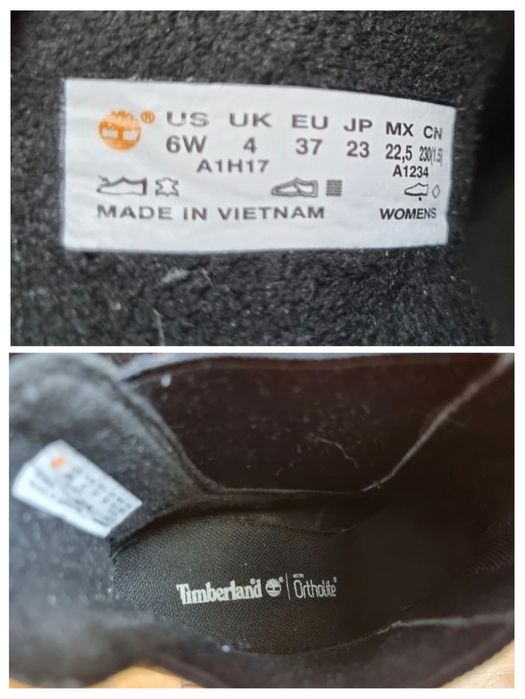 ® US UK EU JP MX CN
6W 4 37 23 22,5 230(1.5)
A1H17 A1234
MADE IN VIETNAM WOMENS
Timberland ® WITH Ortholite®